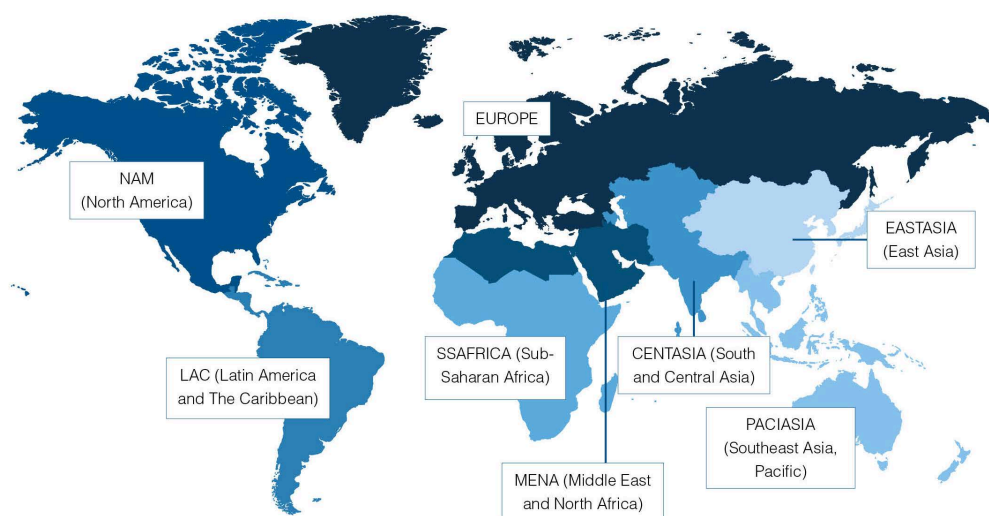 EUROPE
NAM
(North America)
EASTASIA
(East Asia)
SSAFRICA (Sub-
Saharan Africa)
CENTASIA (South
and Central Asia)
LAC (Latin America
and The Caribbean)
PACIASIA
(Southeast Asia,
Pacific)
MENA (Middle East
and North Africa)